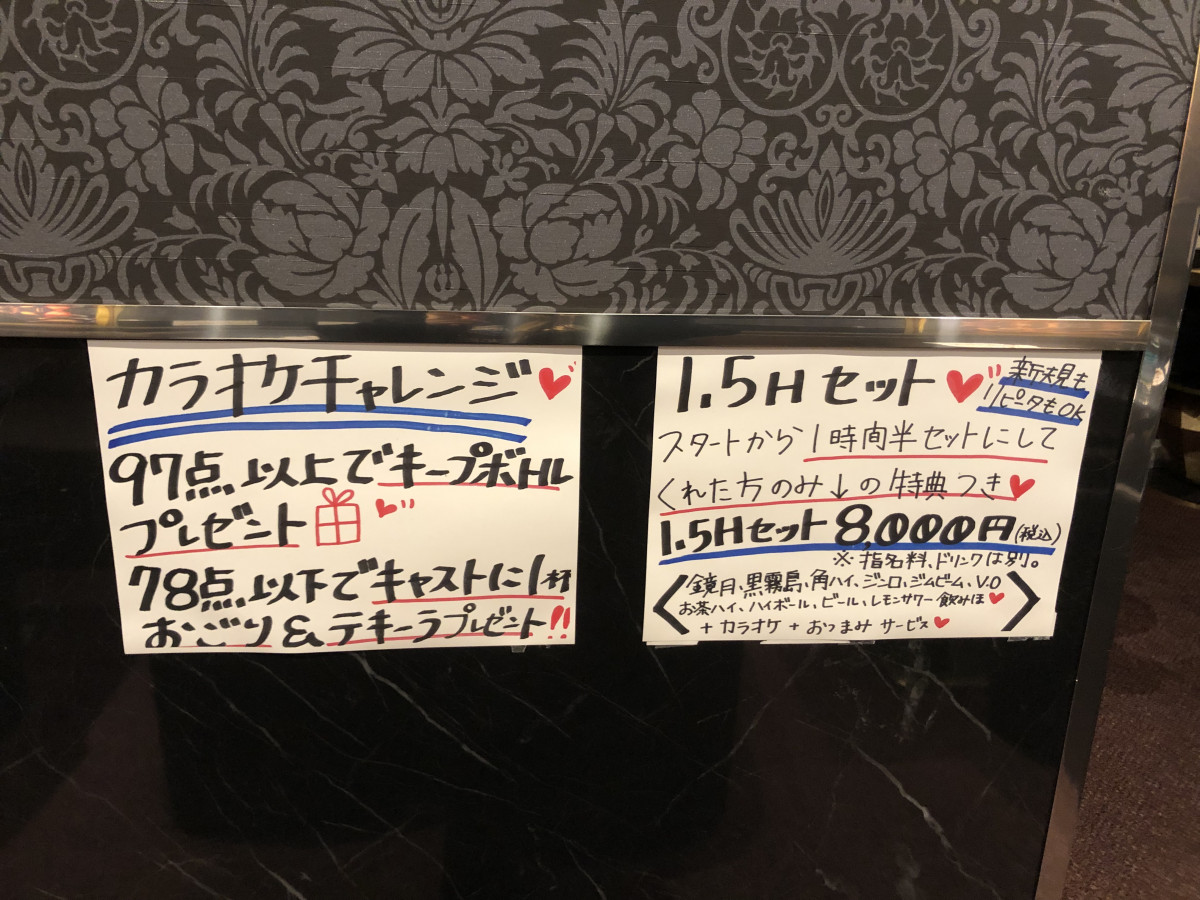 カラオケチャレンジ♥
97点以上でキープボトル
プレゼント
78点以下でキャストに1杯
おごり&テキーラプレゼント!!
1.5Hセット♥
新規も
リピータもOK
スタートから1時間半セットにして
くれた方のみ↓の特典つき♥
1.5Hセット 8,000円(税込)
※指名料、ドリンクは別。
鏡月、黒霧島、角ハイ、ジンロ、ジムビーム、V.O
お茶ハイ、ハイボール、ビール、レモンサワー飲みほ♥
+カラオケ+おつまみサービス♥